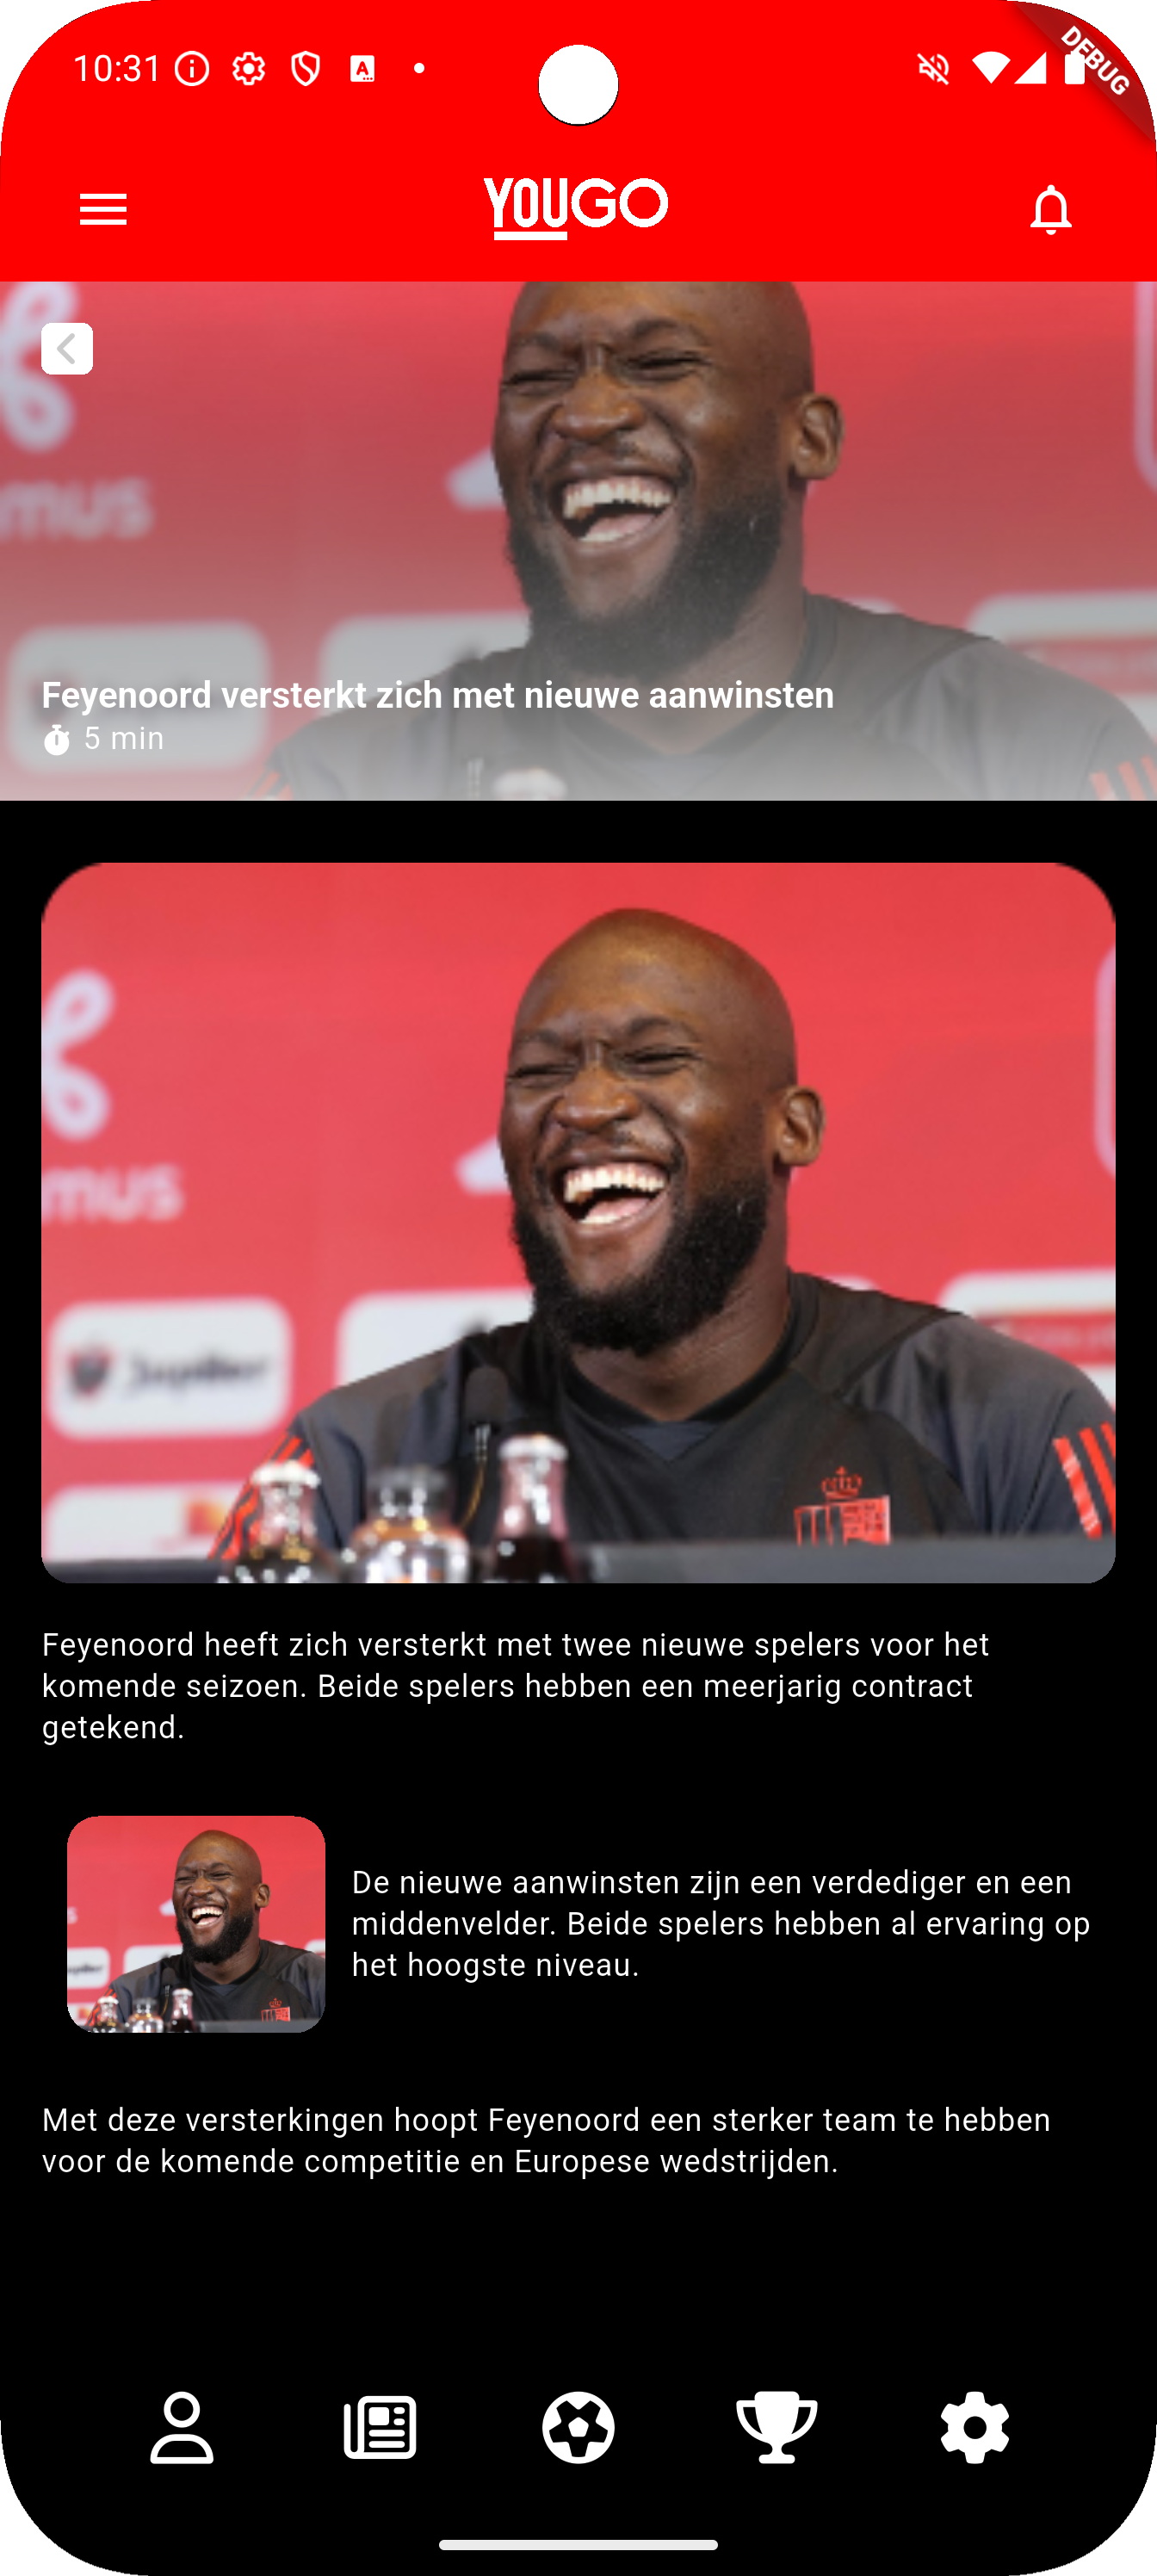 10:31
A
DEBUG
YOUGO
mus
Feyenoord versterkt zich met nieuwe aanwinsten
5 min
mus
Jupiler
Feyenoord heeft zich versterkt met twee nieuwe spelers voor het
komende seizoen. Beide spelers hebben een meerjarig contract
getekend.
De nieuwe aanwinsten zijn een verdediger en een
middenvelder. Beide spelers hebben al ervaring op
het hoogste niveau.
Met deze versterkingen hoopt Feyenoord een sterker team te hebben
voor de komende competitie en Europese wedstrijden.